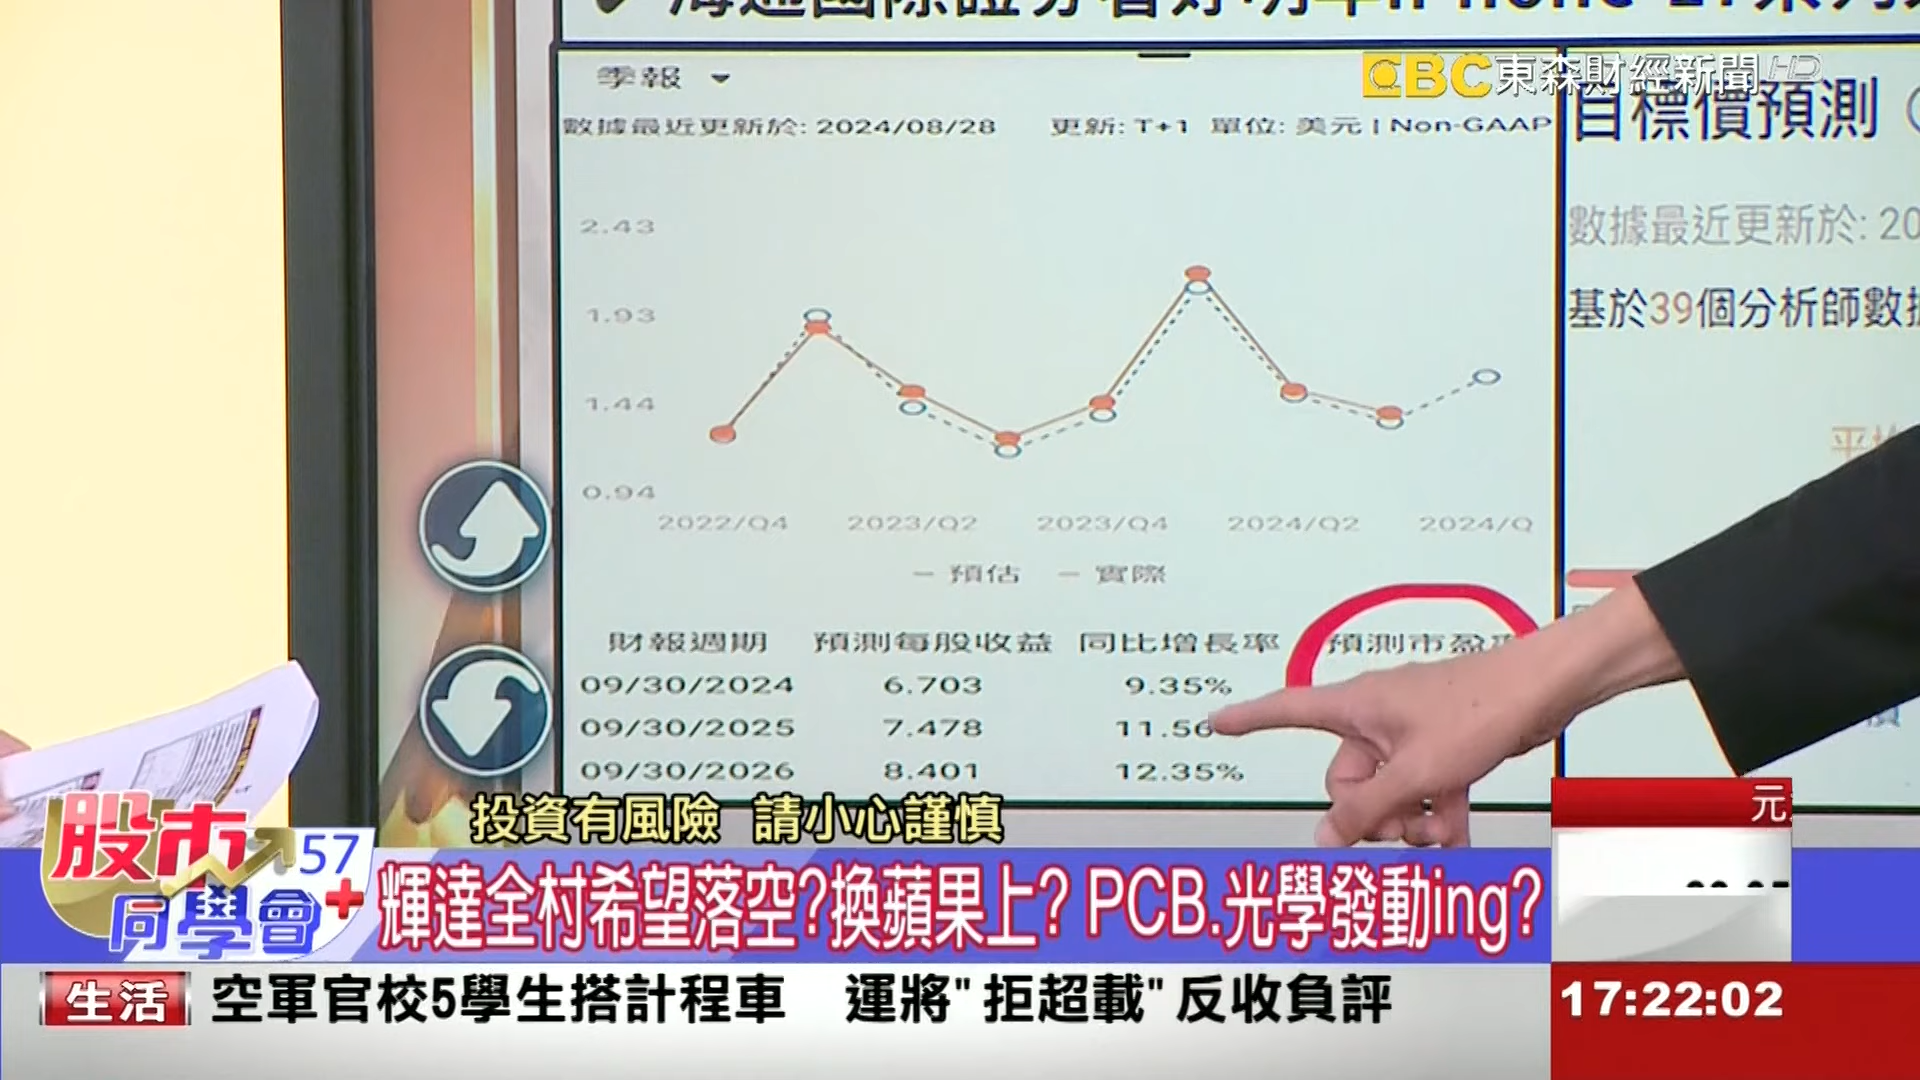 EBC東森財經新聞HD
季報
數據最近更新於: 2024/08/28 更新: T+1 單位: 美元 | Non-GAAP
2.43
1.93
1.44
0.94
2022/Q4 2023/Q2 2023/Q4 2024/Q2 2024/Q
預估 實際
財報週期 預測每股收益 同比增長率 預測市盈
09/30/2024 6.703 9.35%
09/30/2025 7.478 11.56
09/30/2026 8.401 12.35%
目標價預測
數據最近更新於: 20
基於39個分析師數據
投資有風險 請小心謹慎
股市
同學會
57
輝達全村希望落空?換蘋果上? PCB.光學發動ing?
元
生活
空軍官校5學生搭計程車 運將"拒超載"反收負評
17:22:02